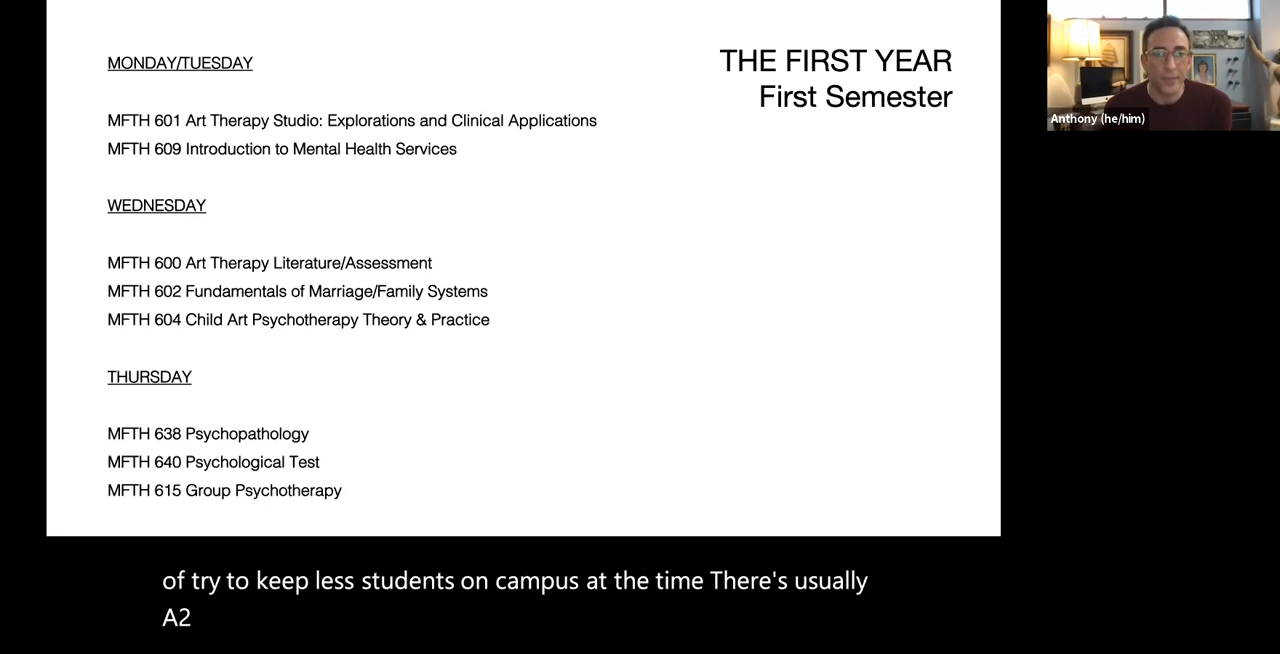 THE FIRST YEAR
First Semester
MONDAY/TUESDAY
MFTH 601 Art Therapy Studio: Explorations and Clinical Applications
MFTH 609 Introduction to Mental Health Services
WEDNESDAY
MFTH 600 Art Therapy Literature/Assessment
MFTH 602 Fundamentals of Marriage/Family Systems
MFTH 604 Child Art Psychotherapy Theory & Practice
THURSDAY
MFTH 638 Psychopathology
MFTH 640 Psychological Test
MFTH 615 Group Psychotherapy
Anthony (he/him)
of try to keep less students on campus at the time There's usually
A2